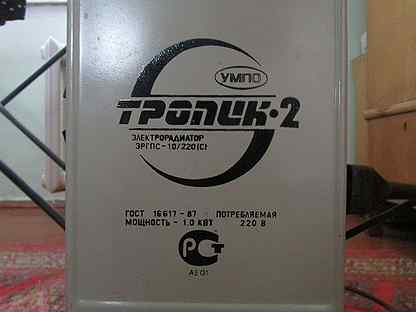 УМПО
ТРОПИК·2
ЭЛЕКТРОРАДИАТОР
ЭРГПС-10/220(С)
ГОСТ 16617-87 - ПОТРЕБЛЯЕМАЯ
МОЩНОСТЬ - 1.0 КВТ 220 В
РСТ
АЕ01